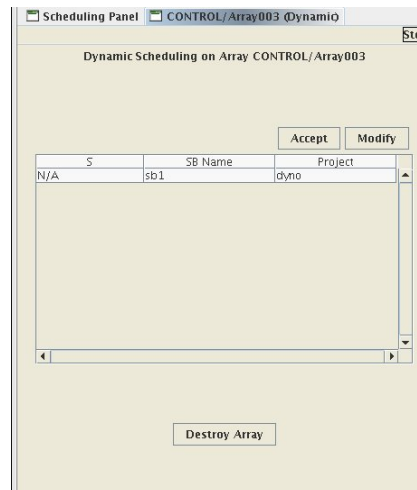 Scheduling Panel CONTROL/Array003 (Dynamic)
Dynamic Scheduling on Array CONTROL/Array003
Accept Modify
S SB Name Project
N/A sb1 dyno
Destroy Array